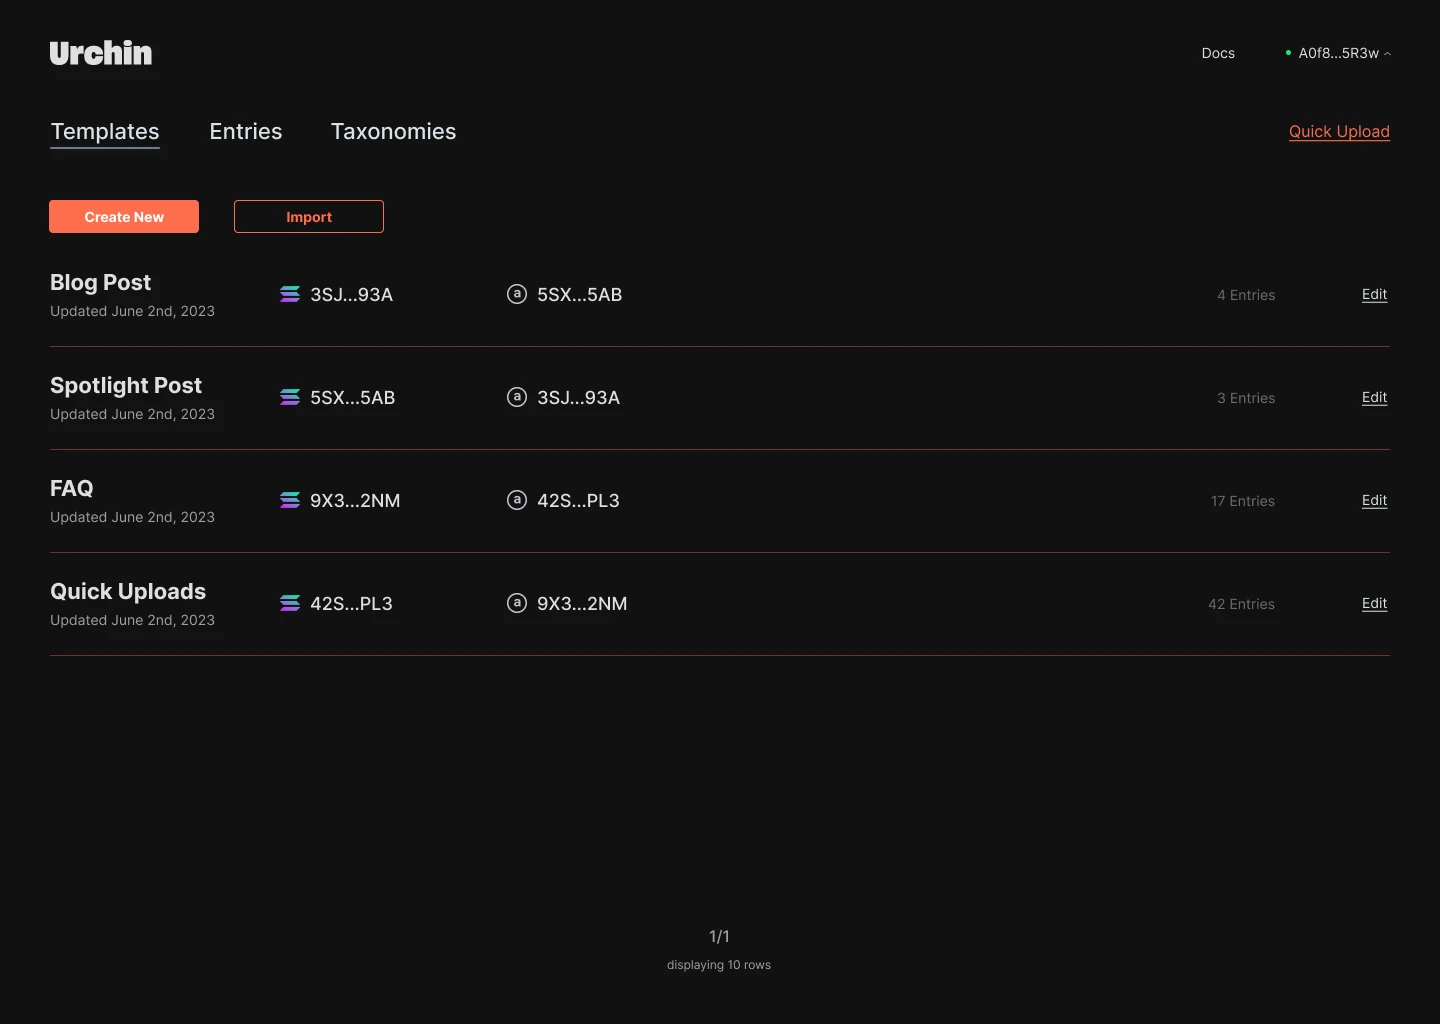 Urchin
Docs
A0f8...5R3w
Templates Entries Taxonomies
Quick Upload
Create New Import
Blog Post
Updated June 2nd, 2023
3SJ...93A
a 5SX...5AB
4 Entries
Edit
Spotlight Post
Updated June 2nd, 2023
5SX...5AB
a 3SJ...93A
3 Entries
Edit
FAQ
Updated June 2nd, 2023
9X3...2NM
a 42S...PL3
17 Entries
Edit
Quick Uploads
Updated June 2nd, 2023
42S...PL3
a 9X3...2NM
42 Entries
Edit
1/1
displaying 10 rows